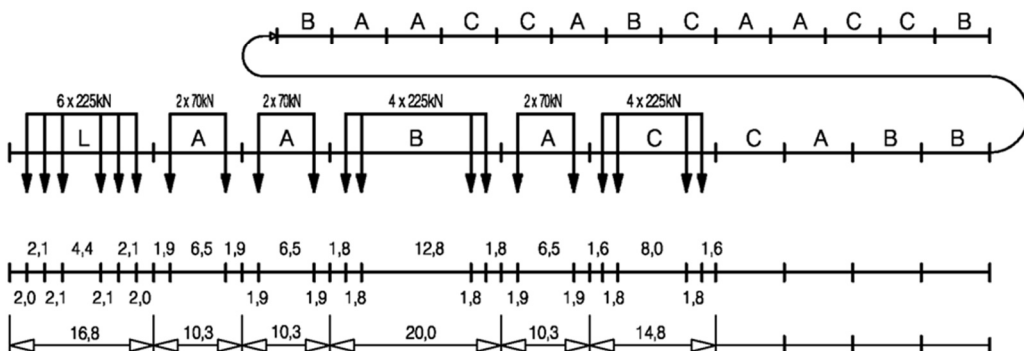 B A A C C A B C A A C C B
6 x 225kN 2 x 70kN 2 x 70kN 4 x 225kN 2 x 70kN 4 x 225kN
L A A B A C C A B B
2,1 4,4 2,1 1,9 6,5 1,9 6,5 1,8 12,8 1,8 6,5 1,6 8,0 1,6
2,0 2,1 2,1 2,0 1,9 1,9 1,8 1,8 1,9 1,9 1,8 1,8
16,8 10,3 10,3 20,0 10,3 14,8